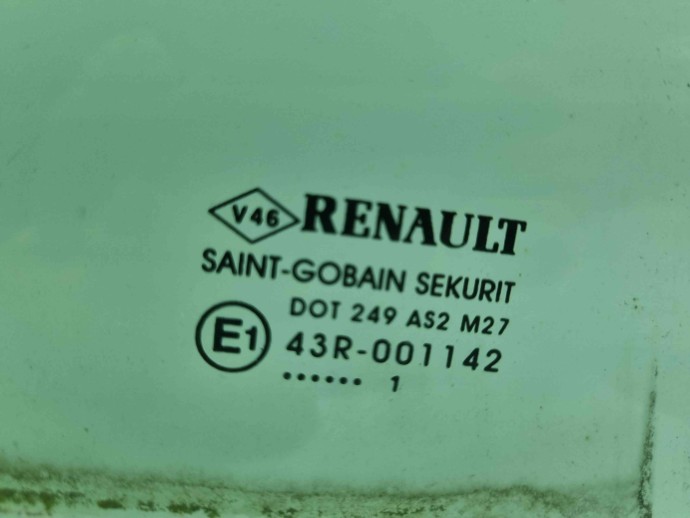 V46 RENAULT
SAINT-GOBAIN SEKURIT
DOT 249 AS2 M27
E1 43R-001142
...... 1